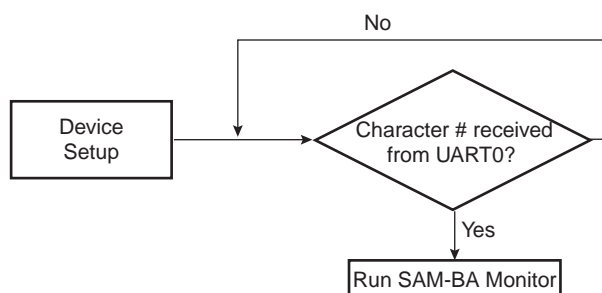 No
Device
Setup
Character # received
from UART0?
Yes
Run SAM-BA Monitor